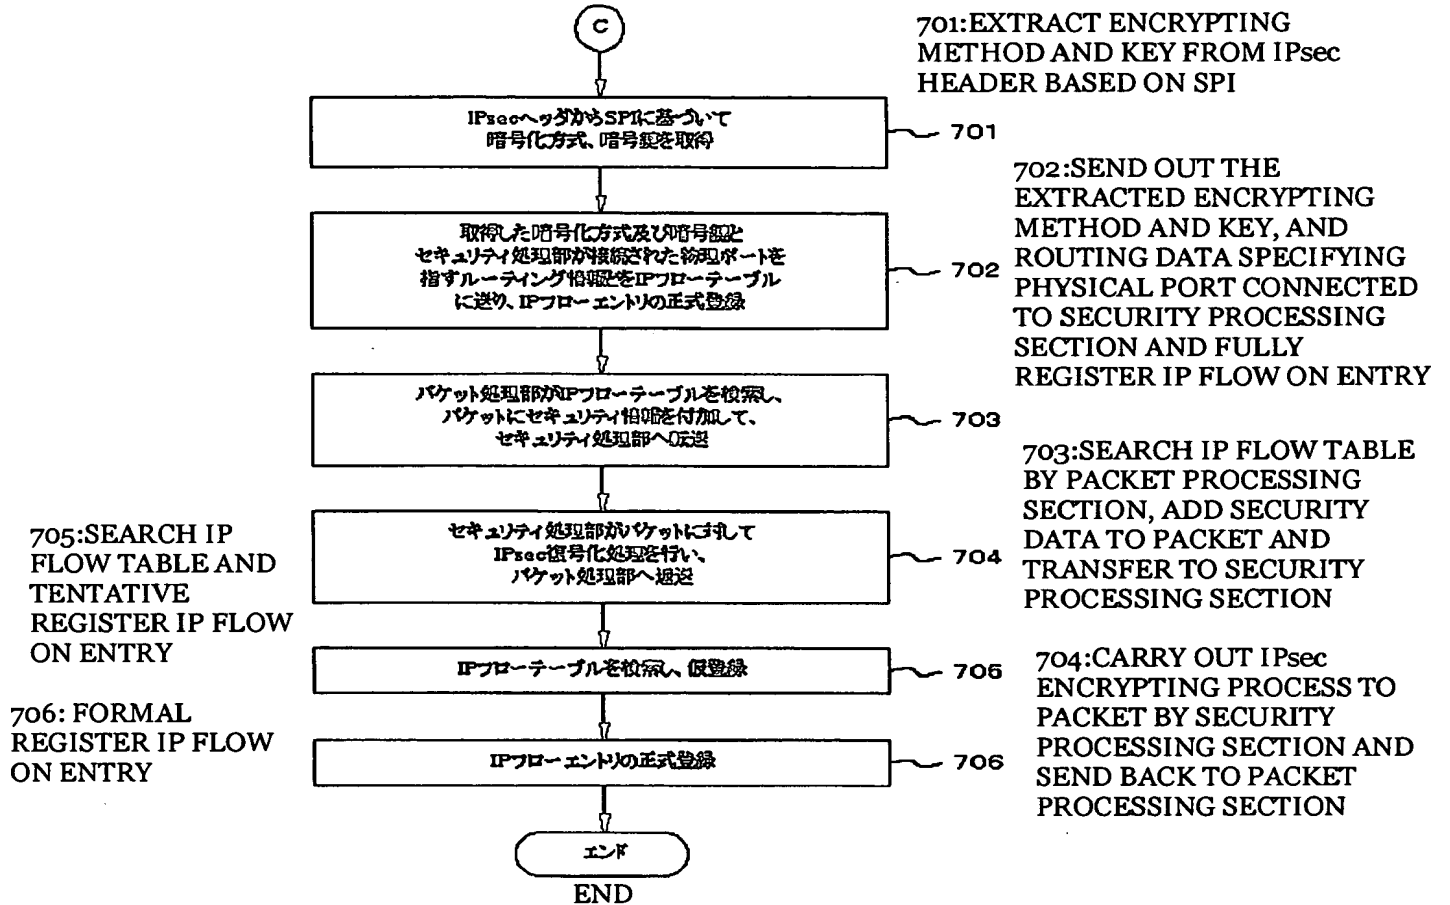 C
701:EXTRACT ENCRYPTING
METHOD AND KEY FROM IPsec
HEADER BASED ON SPI
IPsecヘッダからSPIに基づいて
暗号化方式、暗号鍵を取得
701
702:SEND OUT THE
EXTRACTED ENCRYPTING
METHOD AND KEY, AND
ROUTING DATA SPECIFYING
PHYSICAL PORT CONNECTED
TO SECURITY PROCESSING
SECTION AND FULLY
REGISTER IP FLOW ON ENTRY
取得した暗号化方式及び暗号鍵と
セキュリティ処理部が接続された物理ポートを
指すルーティング情報とをIPフローテーブル
に送り、IPフローエントリの正式登録
702
パケット処理部がIPフローテーブルを検索し、
パケットにセキュリティ情報を付加して、
セキュリティ処理部へ転送
703
703:SEARCH IP FLOW TABLE
BY PACKET PROCESSING
SECTION, ADD SECURITY
DATA TO PACKET AND
TRANSFER TO SECURITY
PROCESSING SECTION
セキュリティ処理部がパケットに対して
IPsec復号化処理を行い、
パケット処理部へ返送
704
705:SEARCH IP
FLOW TABLE AND
TENTATIVE
REGISTER IP FLOW
ON ENTRY
IPフローテーブルを検索し、仮登録
705
704:CARRY OUT IPsec
ENCRYPTING PROCESS TO
PACKET BY SECURITY
PROCESSING SECTION AND
SEND BACK TO PACKET
PROCESSING SECTION
706: FORMAL
REGISTER IP FLOW
ON ENTRY
IPフローエントリの正式登録
706
エンド
END